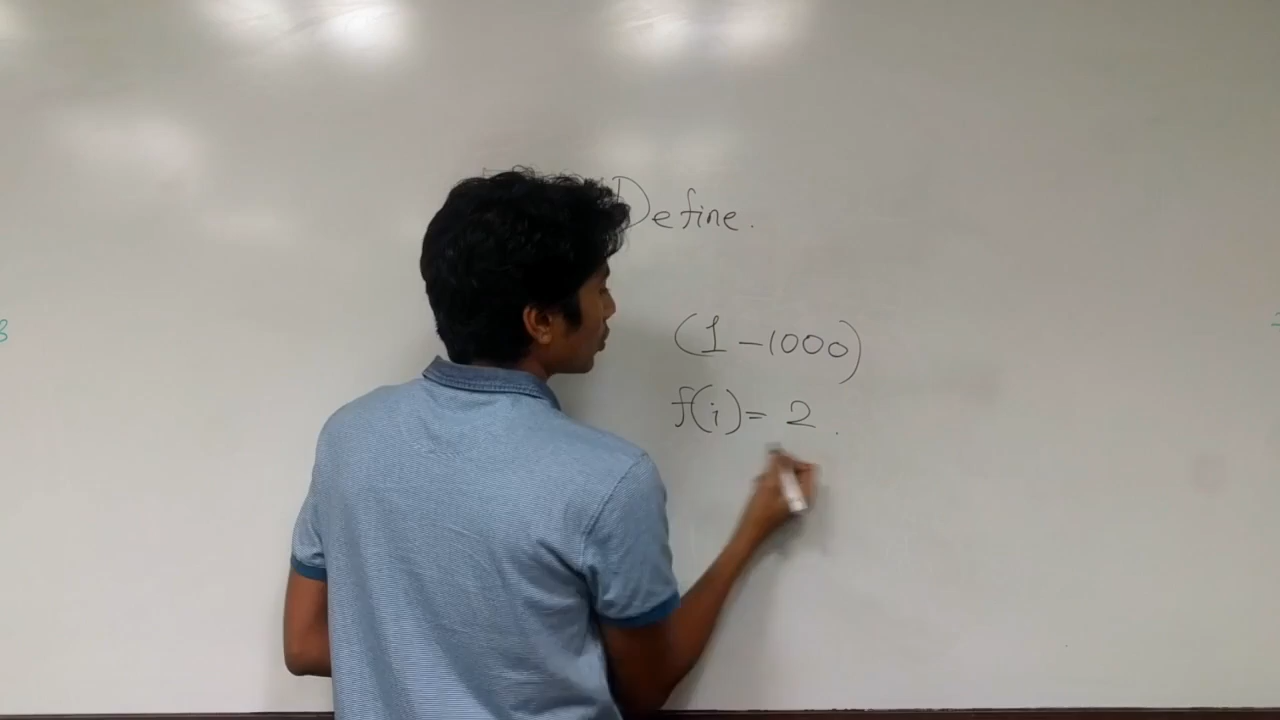 Define.
(1-1000)
f(i) = 2.